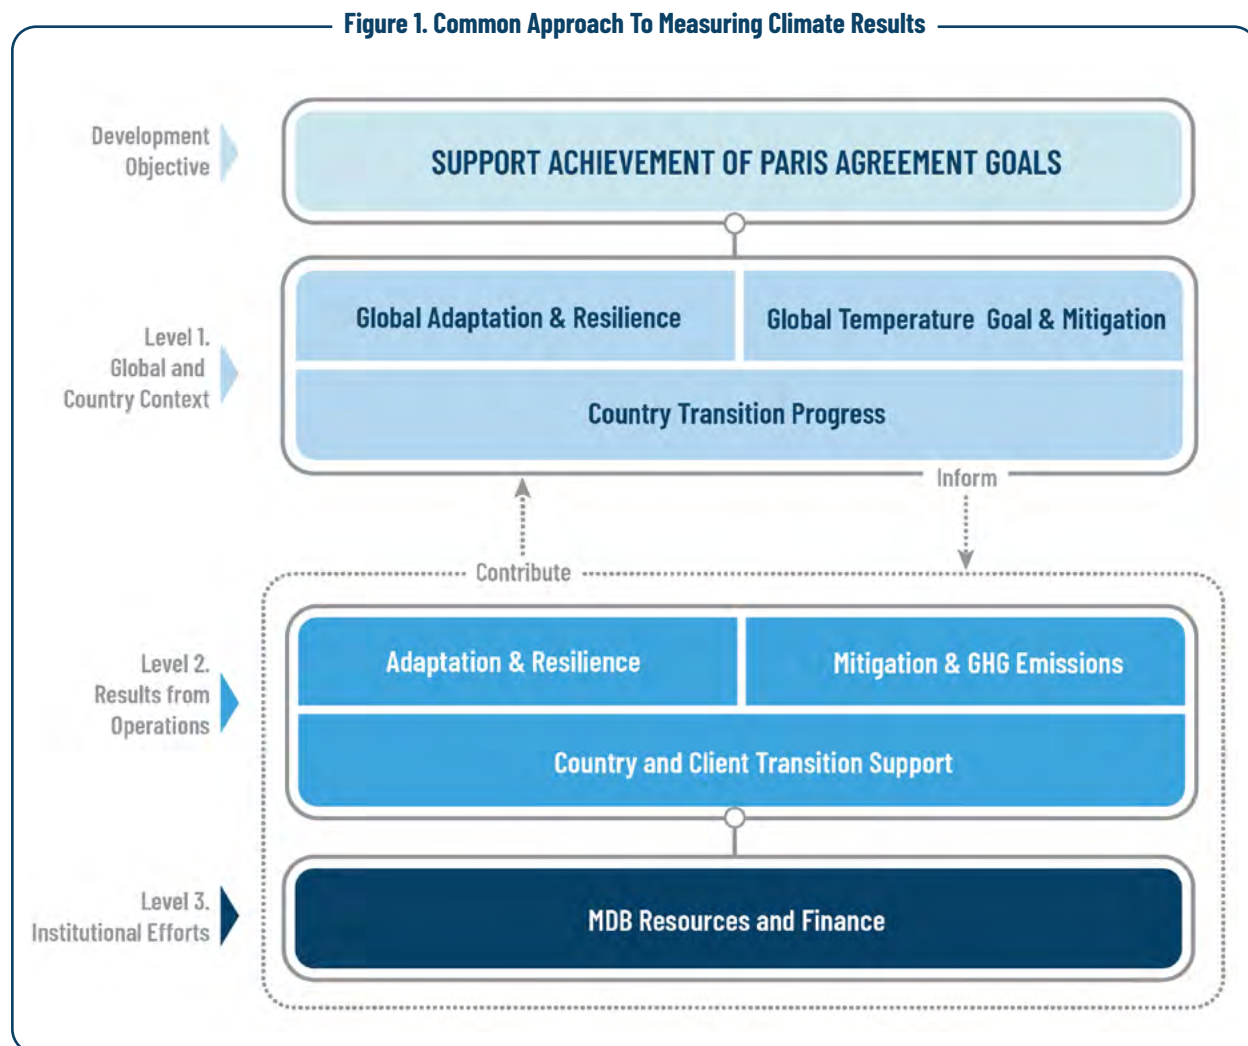 Figure 1. Common Approach To Measuring Climate Results
Development
Objective
SUPPORT ACHIEVEMENT OF PARIS AGREEMENT GOALS
Level 1.
Global and
Country Context
Global Adaptation & Resilience
Global Temperature Goal & Mitigation
Country Transition Progress
Inform
Contribute
Level 2.
Results from
Operations
Adaptation & Resilience
Mitigation & GHG Emissions
Country and Client Transition Support
Level 3.
Institutional Efforts
MDB Resources and Finance